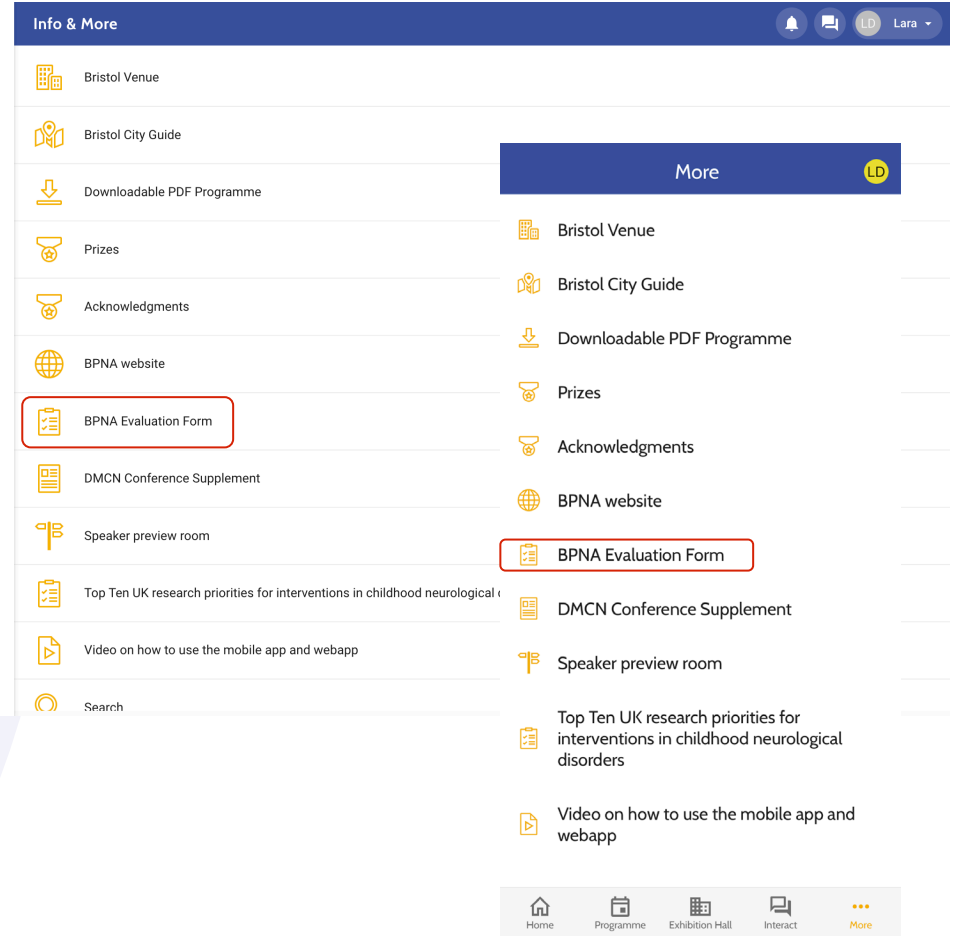 Info & More
LD
Lara
Bristol Venue
Bristol City Guide
Downloadable PDF Programme
Prizes
Acknowledgments
BPNA website
BPNA Evaluation Form
DMCN Conference Supplement
Speaker preview room
Top Ten UK research priorities for interventions in childhood neurological
Video on how to use the mobile app and webapp
Search
More
LD
Bristol Venue
Bristol City Guide
Downloadable PDF Programme
Prizes
Acknowledgments
BPNA website
BPNA Evaluation Form
DMCN Conference Supplement
Speaker preview room
Top Ten UK research priorities for
interventions in childhood neurological
disorders
Video on how to use the mobile app and
webapp
Home
Programme
Exhibition Hall
Interact
More